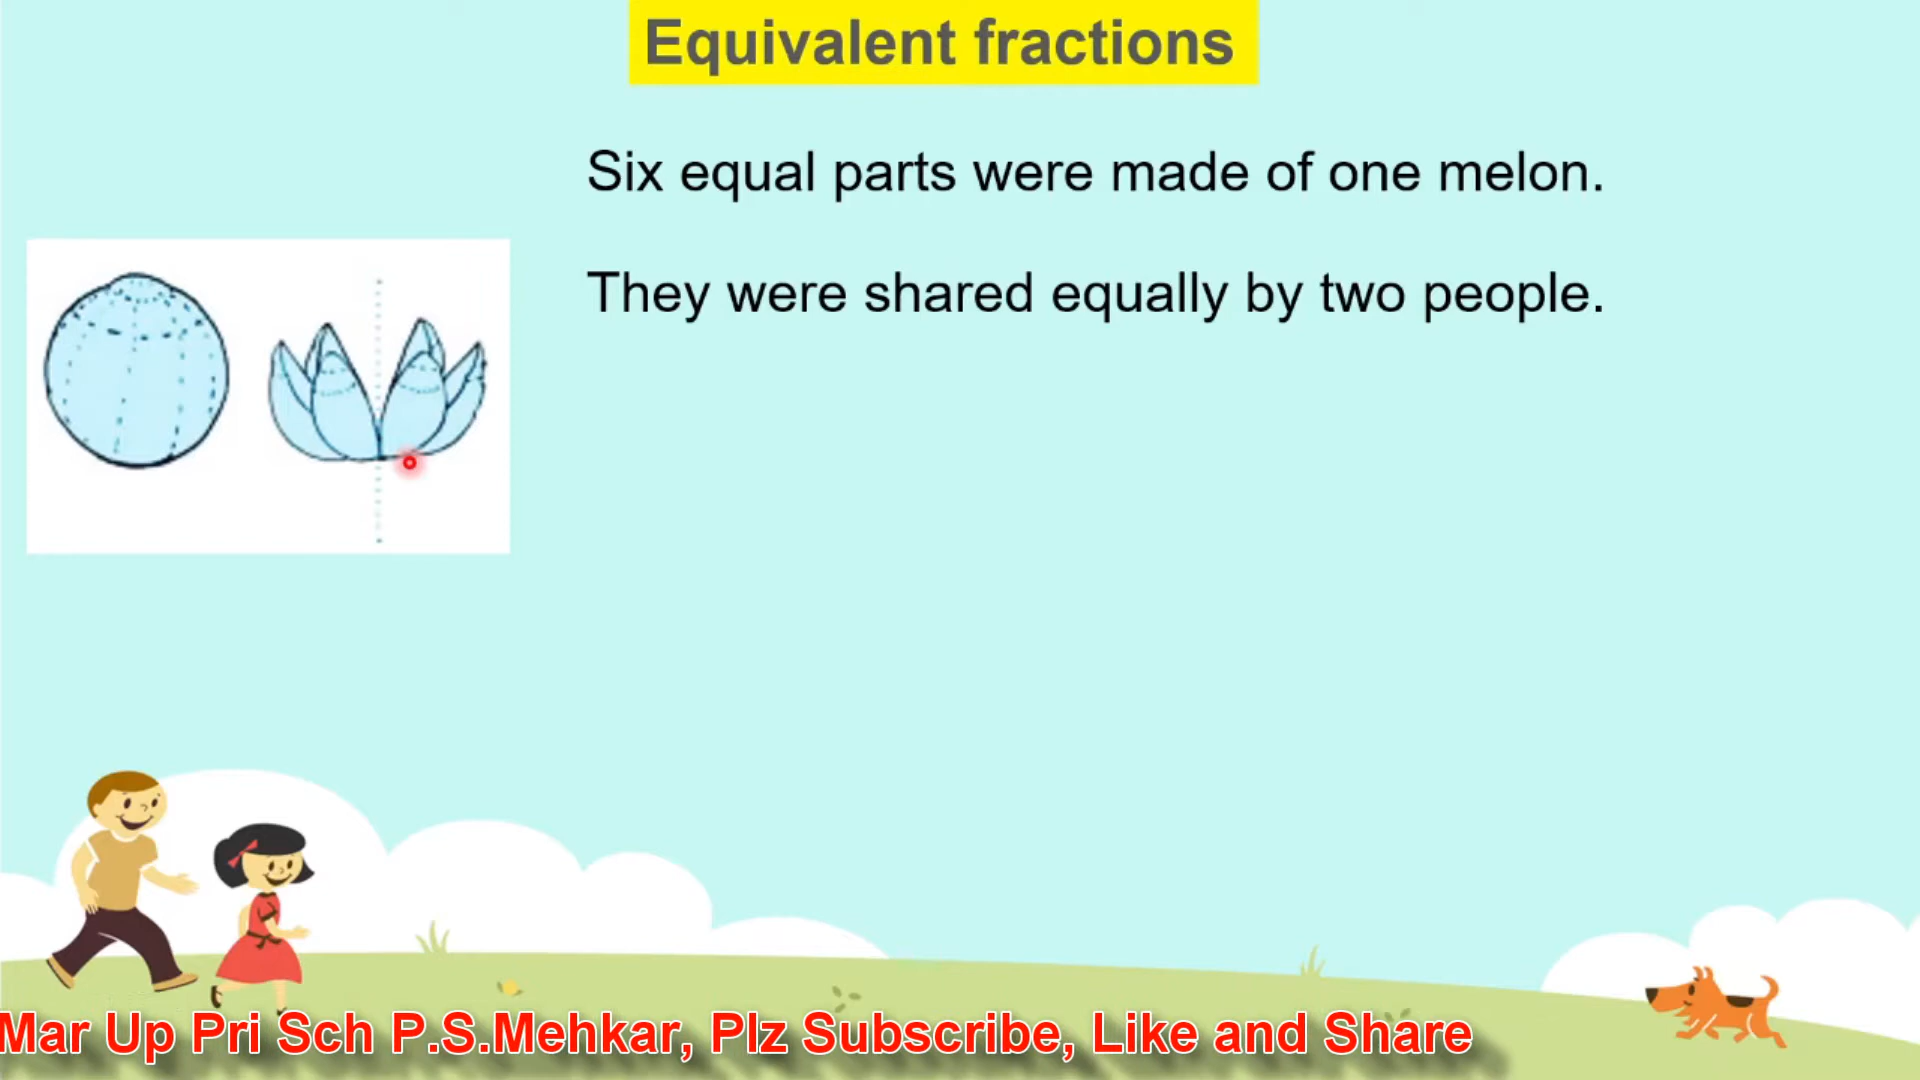 Equivalent fractions
Six equal parts were made of one melon.
They were shared equally by two people.
Mar Up Pri Sch P.S.Mehkar, Plz Subscribe, Like and Share